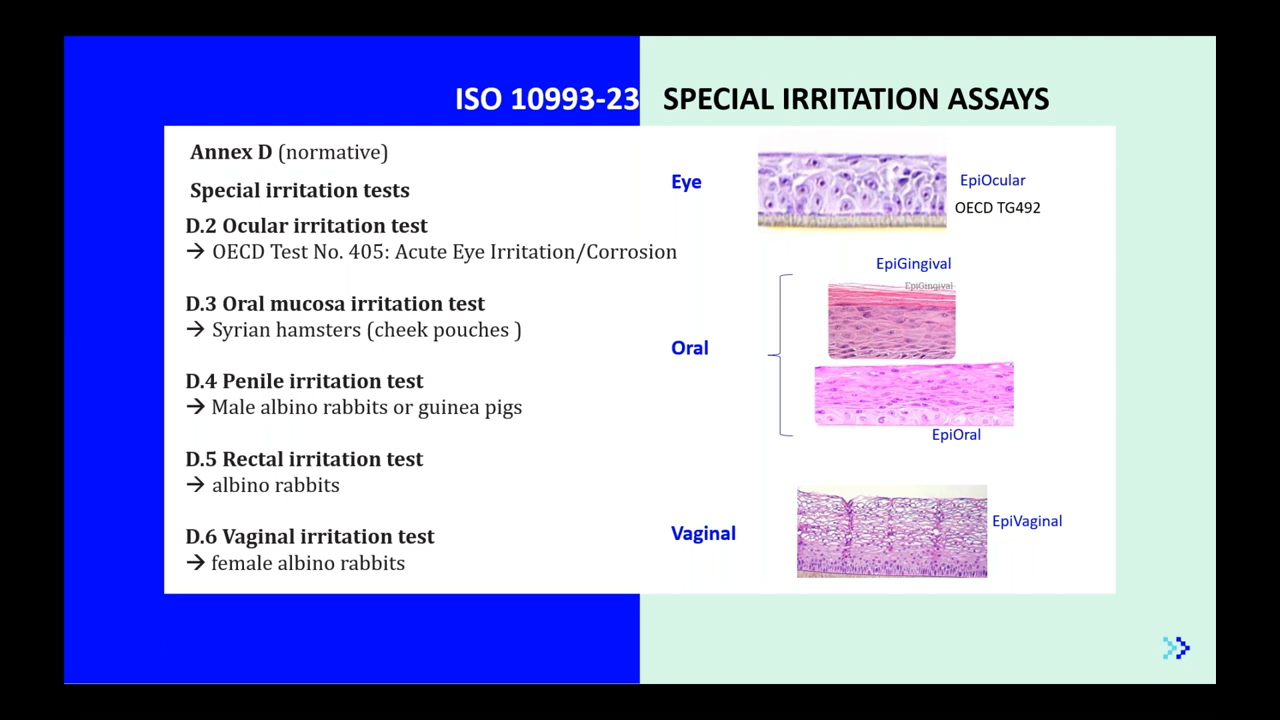 ISO 10993-23 SPECIAL IRRITATION ASSAYS
Annex D (normative)
Special irritation tests
D.2 Ocular irritation test
→ OECD Test No. 405: Acute Eye Irritation/Corrosion
D.3 Oral mucosa irritation test
→ Syrian hamsters (cheek pouches )
D.4 Penile irritation test
→ Male albino rabbits or guinea pigs
D.5 Rectal irritation test
→ albino rabbits
D.6 Vaginal irritation test
→ female albino rabbits
Eye
EpiOcular
OECD TG492
EpiGingival
EpiGingival
Oral
EpiOral
Vaginal
EpiVaginal